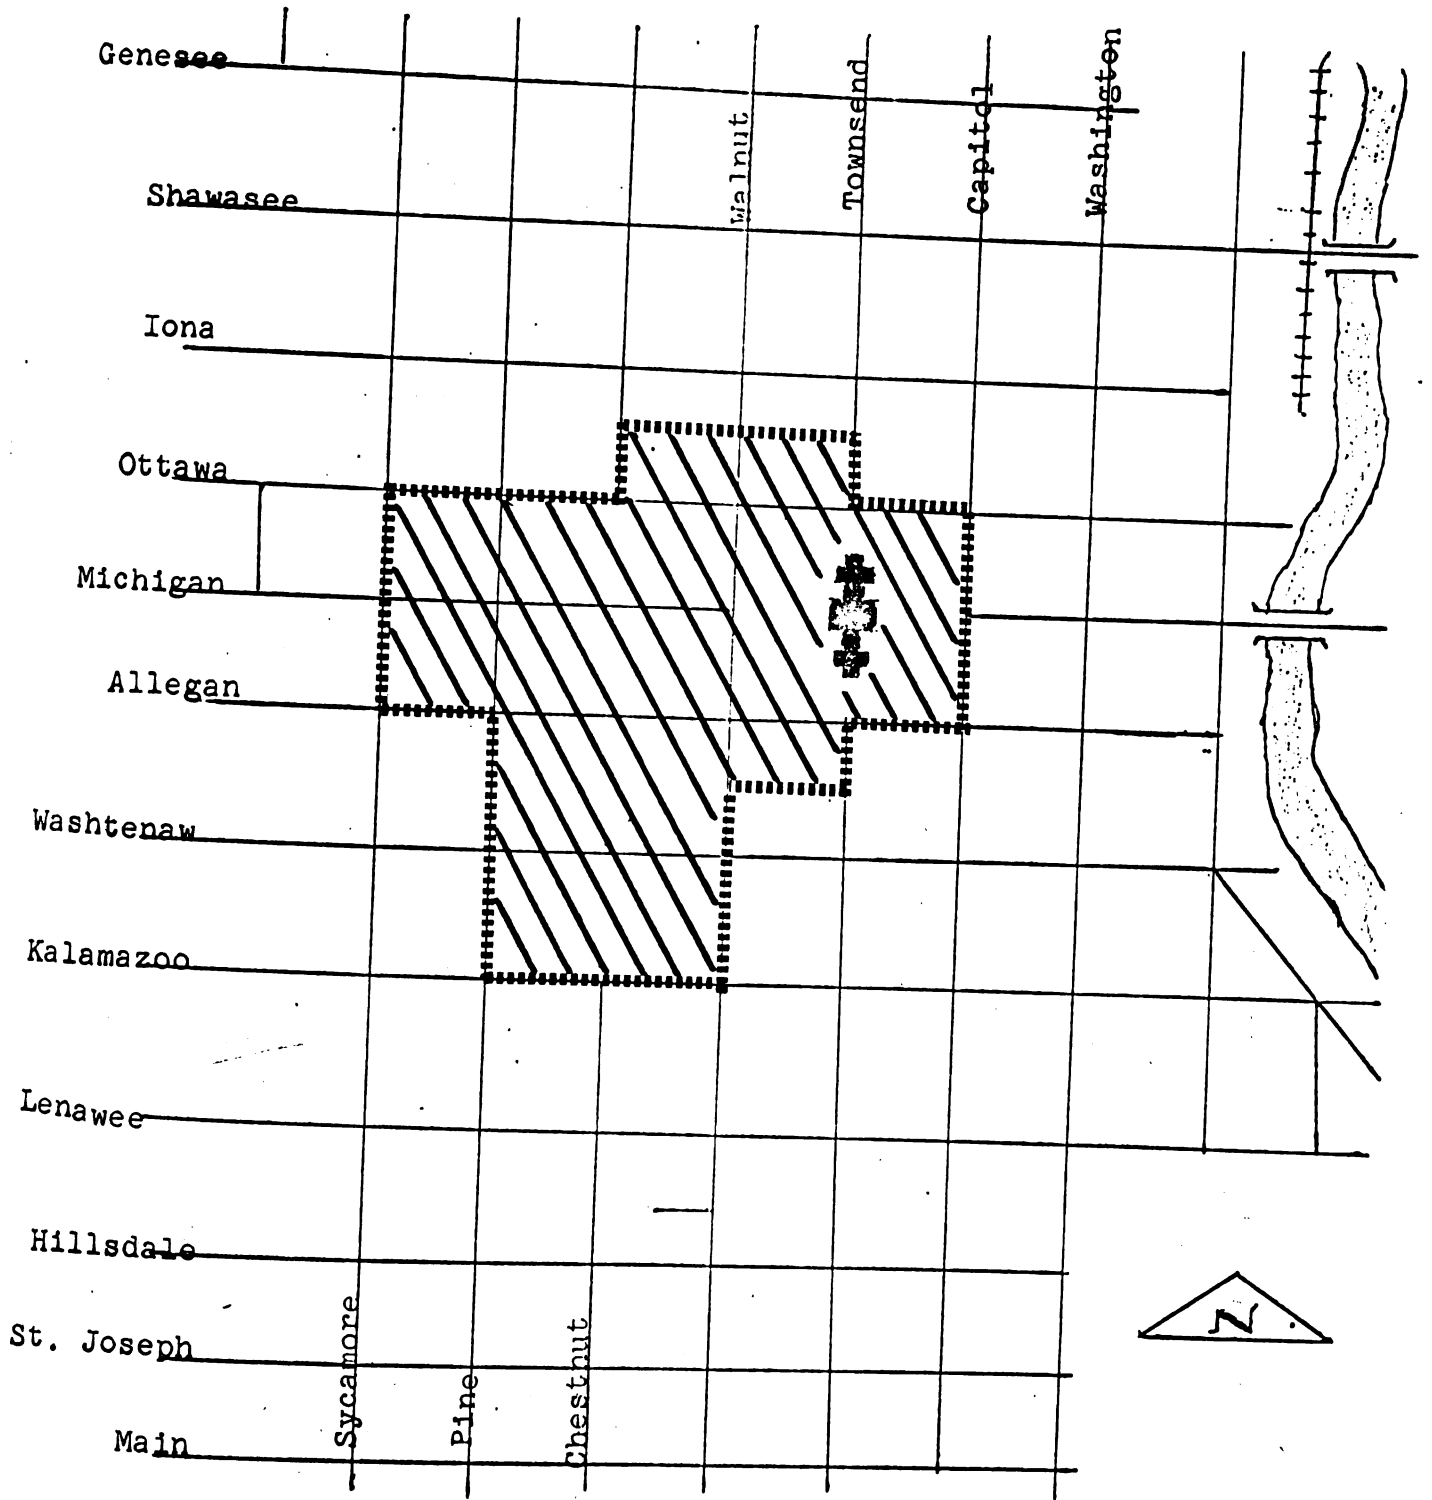 Genesee
Walnut
Townsend
Capitol
Washington
Shawasee
Iona
Ottawa
Michigan
Allegan
Washtenaw
Kalamazoo
Lenawee
Hillsdale
St. Joseph
Main
Sycamore
Pine
Chestnut
N